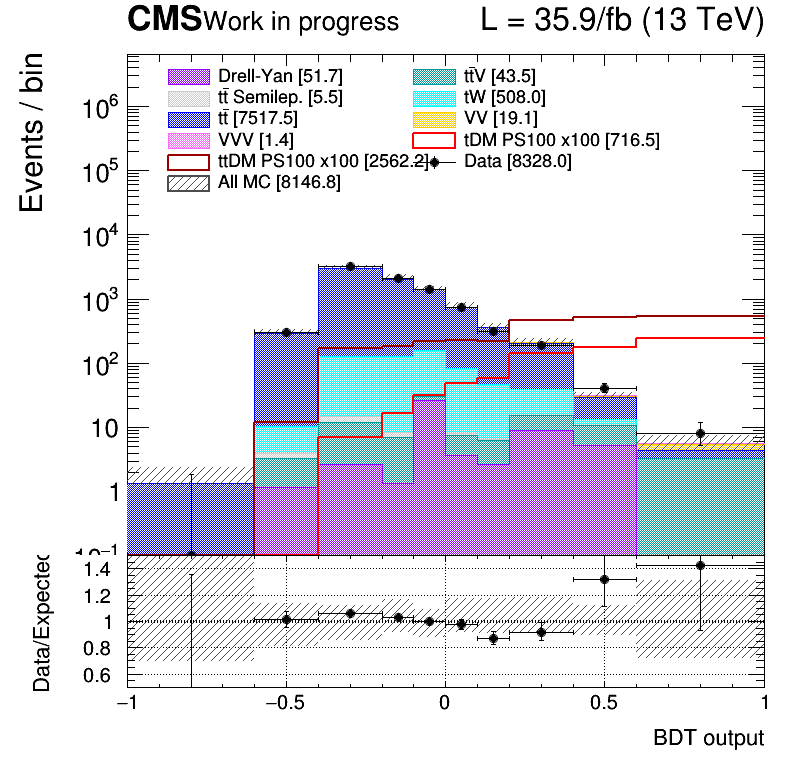 CMS Work in progress L = 35.9/fb (13 TeV)
Events / bin
Drell-Yan [51.7] tt̄V [43.5]
tt̄ Semilep. [5.5] tW [508.0]
tt̄ [7517.5] VV [19.1]
VVV [1.4] tDM PS100 x100 [716.5]
ttDM PS100 x100 [2562.2] Data [8328.0]
All MC [8146.8]
10⁶
10⁵
10⁴
10³
10²
10
1
10⁻¹
Data/Expected
1.4
1.2
1
0.8
0.6
−1 −0.5 0 0.5 1
BDT output